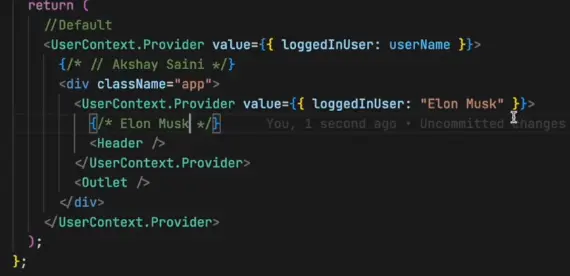 return (
//Default
<UserContext.Provider value={{ loggedInUser: userName }}>
{/* // Akshay Saini */}
<div className="app">
<UserContext.Provider value={{ loggedInUser: "Elon Musk" }}>
{/* Elon Musk */} You, 1 second ago • Uncommitted changes
<Header />
</UserContext.Provider>
<Outlet />
</div>
</UserContext.Provider>
);
};